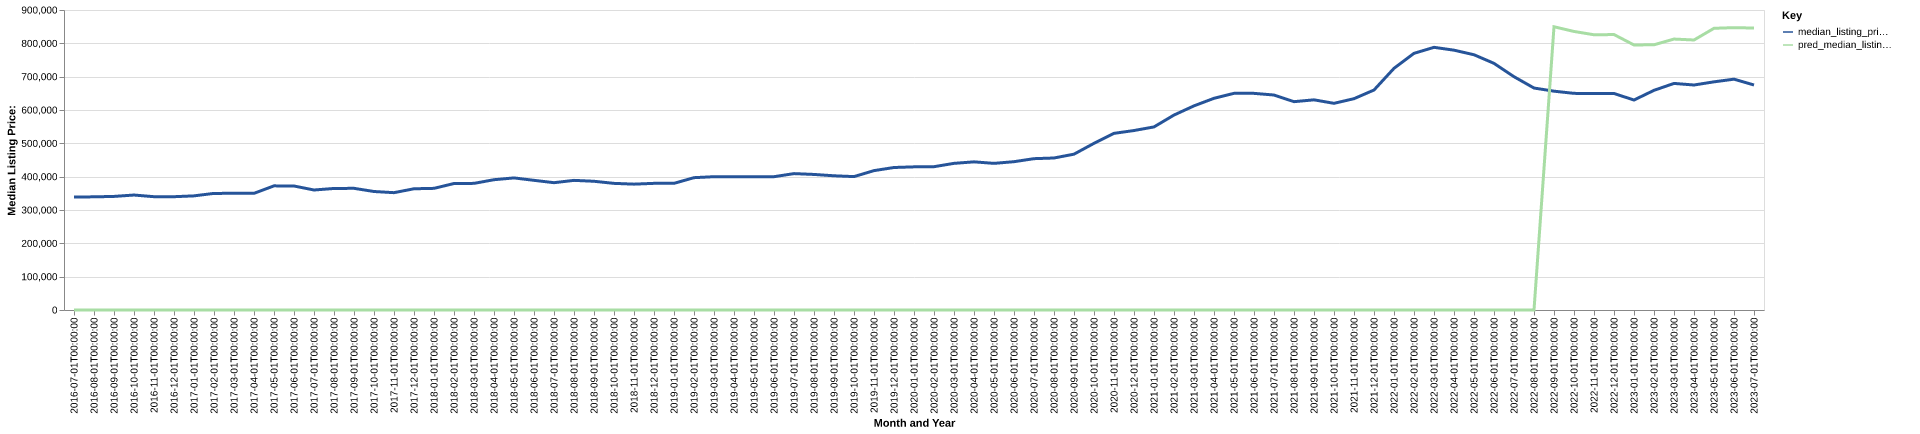 900,000
800,000
700,000
600,000
500,000
400,000
300,000
200,000
100,000
0
Median Listing Price:
2016-07-01T00:00:00
2016-08-01T00:00:00
2016-09-01T00:00:00
2016-10-01T00:00:00
2016-11-01T00:00:00
2016-12-01T00:00:00
2017-01-01T00:00:00
2017-02-01T00:00:00
2017-03-01T00:00:00
2017-04-01T00:00:00
2017-05-01T00:00:00
2017-06-01T00:00:00
2017-07-01T00:00:00
2017-08-01T00:00:00
2017-09-01T00:00:00
2017-10-01T00:00:00
2017-11-01T00:00:00
2017-12-01T00:00:00
2018-01-01T00:00:00
2018-02-01T00:00:00
2018-03-01T00:00:00
2018-04-01T00:00:00
2018-05-01T00:00:00
2018-06-01T00:00:00
2018-07-01T00:00:00
2018-08-01T00:00:00
2018-09-01T00:00:00
2018-10-01T00:00:00
2018-11-01T00:00:00
2018-12-01T00:00:00
2019-01-01T00:00:00
2019-02-01T00:00:00
2019-03-01T00:00:00
2019-04-01T00:00:00
2019-05-01T00:00:00
2019-06-01T00:00:00
2019-07-01T00:00:00
2019-08-01T00:00:00
2019-09-01T00:00:00
2019-10-01T00:00:00
2019-11-01T00:00:00
2019-12-01T00:00:00
2020-01-01T00:00:00
2020-02-01T00:00:00
2020-03-01T00:00:00
2020-04-01T00:00:00
2020-05-01T00:00:00
2020-06-01T00:00:00
2020-07-01T00:00:00
2020-08-01T00:00:00
2020-09-01T00:00:00
2020-10-01T00:00:00
2020-11-01T00:00:00
2020-12-01T00:00:00
2021-01-01T00:00:00
2021-02-01T00:00:00
2021-03-01T00:00:00
2021-04-01T00:00:00
2021-05-01T00:00:00
2021-06-01T00:00:00
2021-07-01T00:00:00
2021-08-01T00:00:00
2021-09-01T00:00:00
2021-10-01T00:00:00
2021-11-01T00:00:00
2021-12-01T00:00:00
2022-01-01T00:00:00
2022-02-01T00:00:00
2022-03-01T00:00:00
2022-04-01T00:00:00
2022-05-01T00:00:00
2022-06-01T00:00:00
2022-07-01T00:00:00
2022-08-01T00:00:00
2022-09-01T00:00:00
2022-10-01T00:00:00
2022-11-01T00:00:00
2022-12-01T00:00:00
2023-01-01T00:00:00
2023-02-01T00:00:00
2023-03-01T00:00:00
2023-04-01T00:00:00
2023-05-01T00:00:00
2023-06-01T00:00:00
2023-07-01T00:00:00
Month and Year
Key
median_listing_pri…
pred_median_listin…